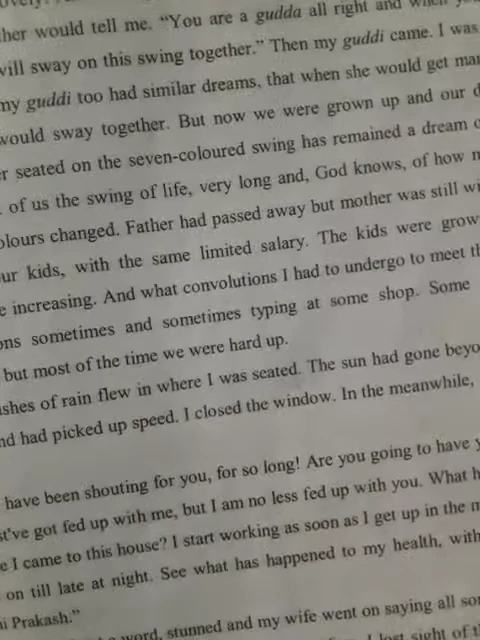 her would tell me. "You are a gudda all right and when
will sway on this swing together." Then my guddi came. I was
my guddi too had similar dreams, that when she would get mar
would sway together. But now we were grown up and our d
r seated on the seven-coloured swing has remained a dream
of us the swing of life, very long and, God knows, of how
olours changed. Father had passed away but mother was still wi
ur kids, with the same limited salary. The kids were grow
e increasing. And what convolutions I had to undergo to meet th
ons sometimes and sometimes typing at some shop. Some
but most of the time we were hard up.
shes of rain flew in where I was seated. The sun had gone beyo
nd had picked up speed. I closed the window. In the meanwhile,
have been shouting for you, for so long! Are you going to have y
st've got fed up with me, but I am no less fed up with you. What h
e I came to this house? I start working as soon as I get up in the m
on till late at night. See what has happened to my health, with
ni Prakash."
word, stunned and my wife went on saying all so
lost sight of t